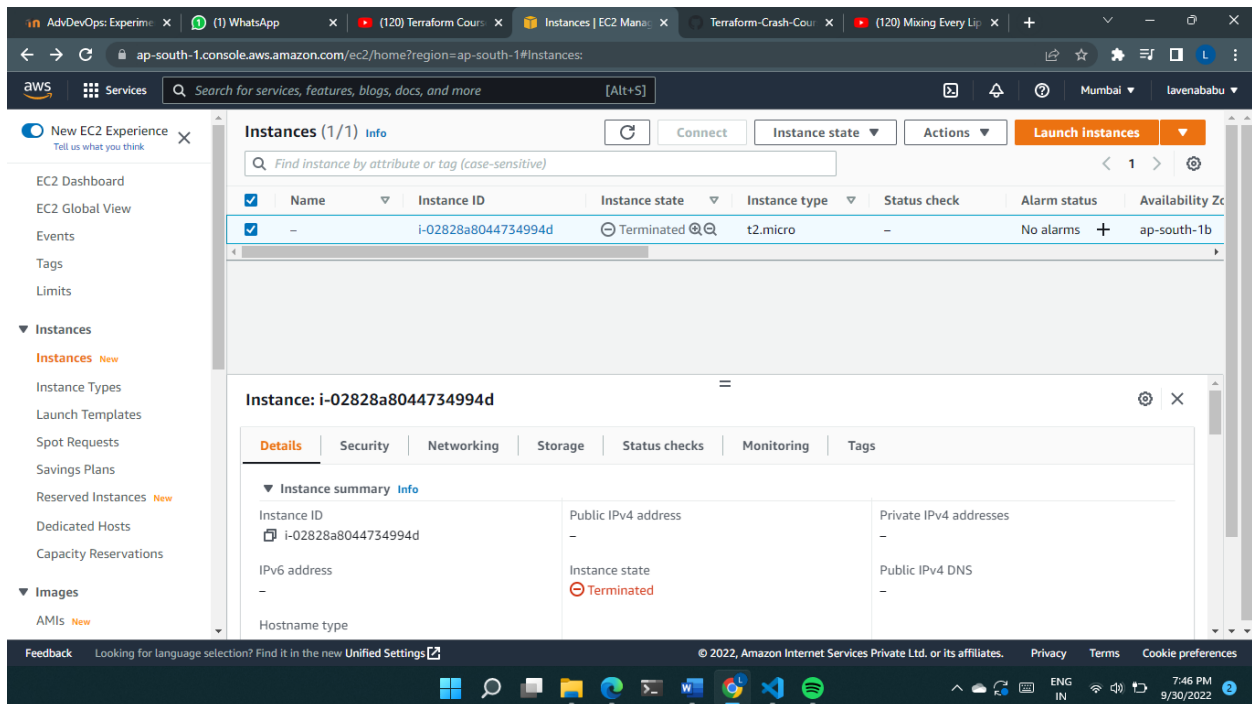 AdvDevOps: Experime
(1) WhatsApp
(120) Terraform Cours
Instances | EC2 Manag
Terraform-Crash-Cour
(120) Mixing Every Lip
ap-south-1.console.aws.amazon.com/ec2/home?region=ap-south-1#Instances:
L
aws Services Search for services, features, blogs, docs, and more [Alt+S] Mumbai lavenababu
New EC2 Experience
Tell us what you think
EC2 Dashboard
EC2 Global View
Events
Tags
Limits
Instances
Instances New
Instance Types
Launch Templates
Spot Requests
Savings Plans
Reserved Instances New
Dedicated Hosts
Capacity Reservations
Images
AMIs New
Instances (1/1) Info
Connect Instance state Actions Launch instances
Find instance by attribute or tag (case-sensitive)
1
Name Instance ID Instance state Instance type Status check Alarm status Availability Zo
– i-02828a8044734994d Terminated t2.micro – No alarms + ap-south-1b
Instance: i-02828a8044734994d
Details Security Networking Storage Status checks Monitoring Tags
Instance summary Info
Instance ID Public IPv4 address Private IPv4 addresses
i-02828a8044734994d – –
IPv6 address Instance state Public IPv4 DNS
– Terminated –
Hostname type
Feedback Looking for language selection? Find it in the new Unified Settings © 2022, Amazon Internet Services Private Ltd. or its affiliates. Privacy Terms Cookie preferences
ENG
IN
7:46 PM
9/30/2022
2